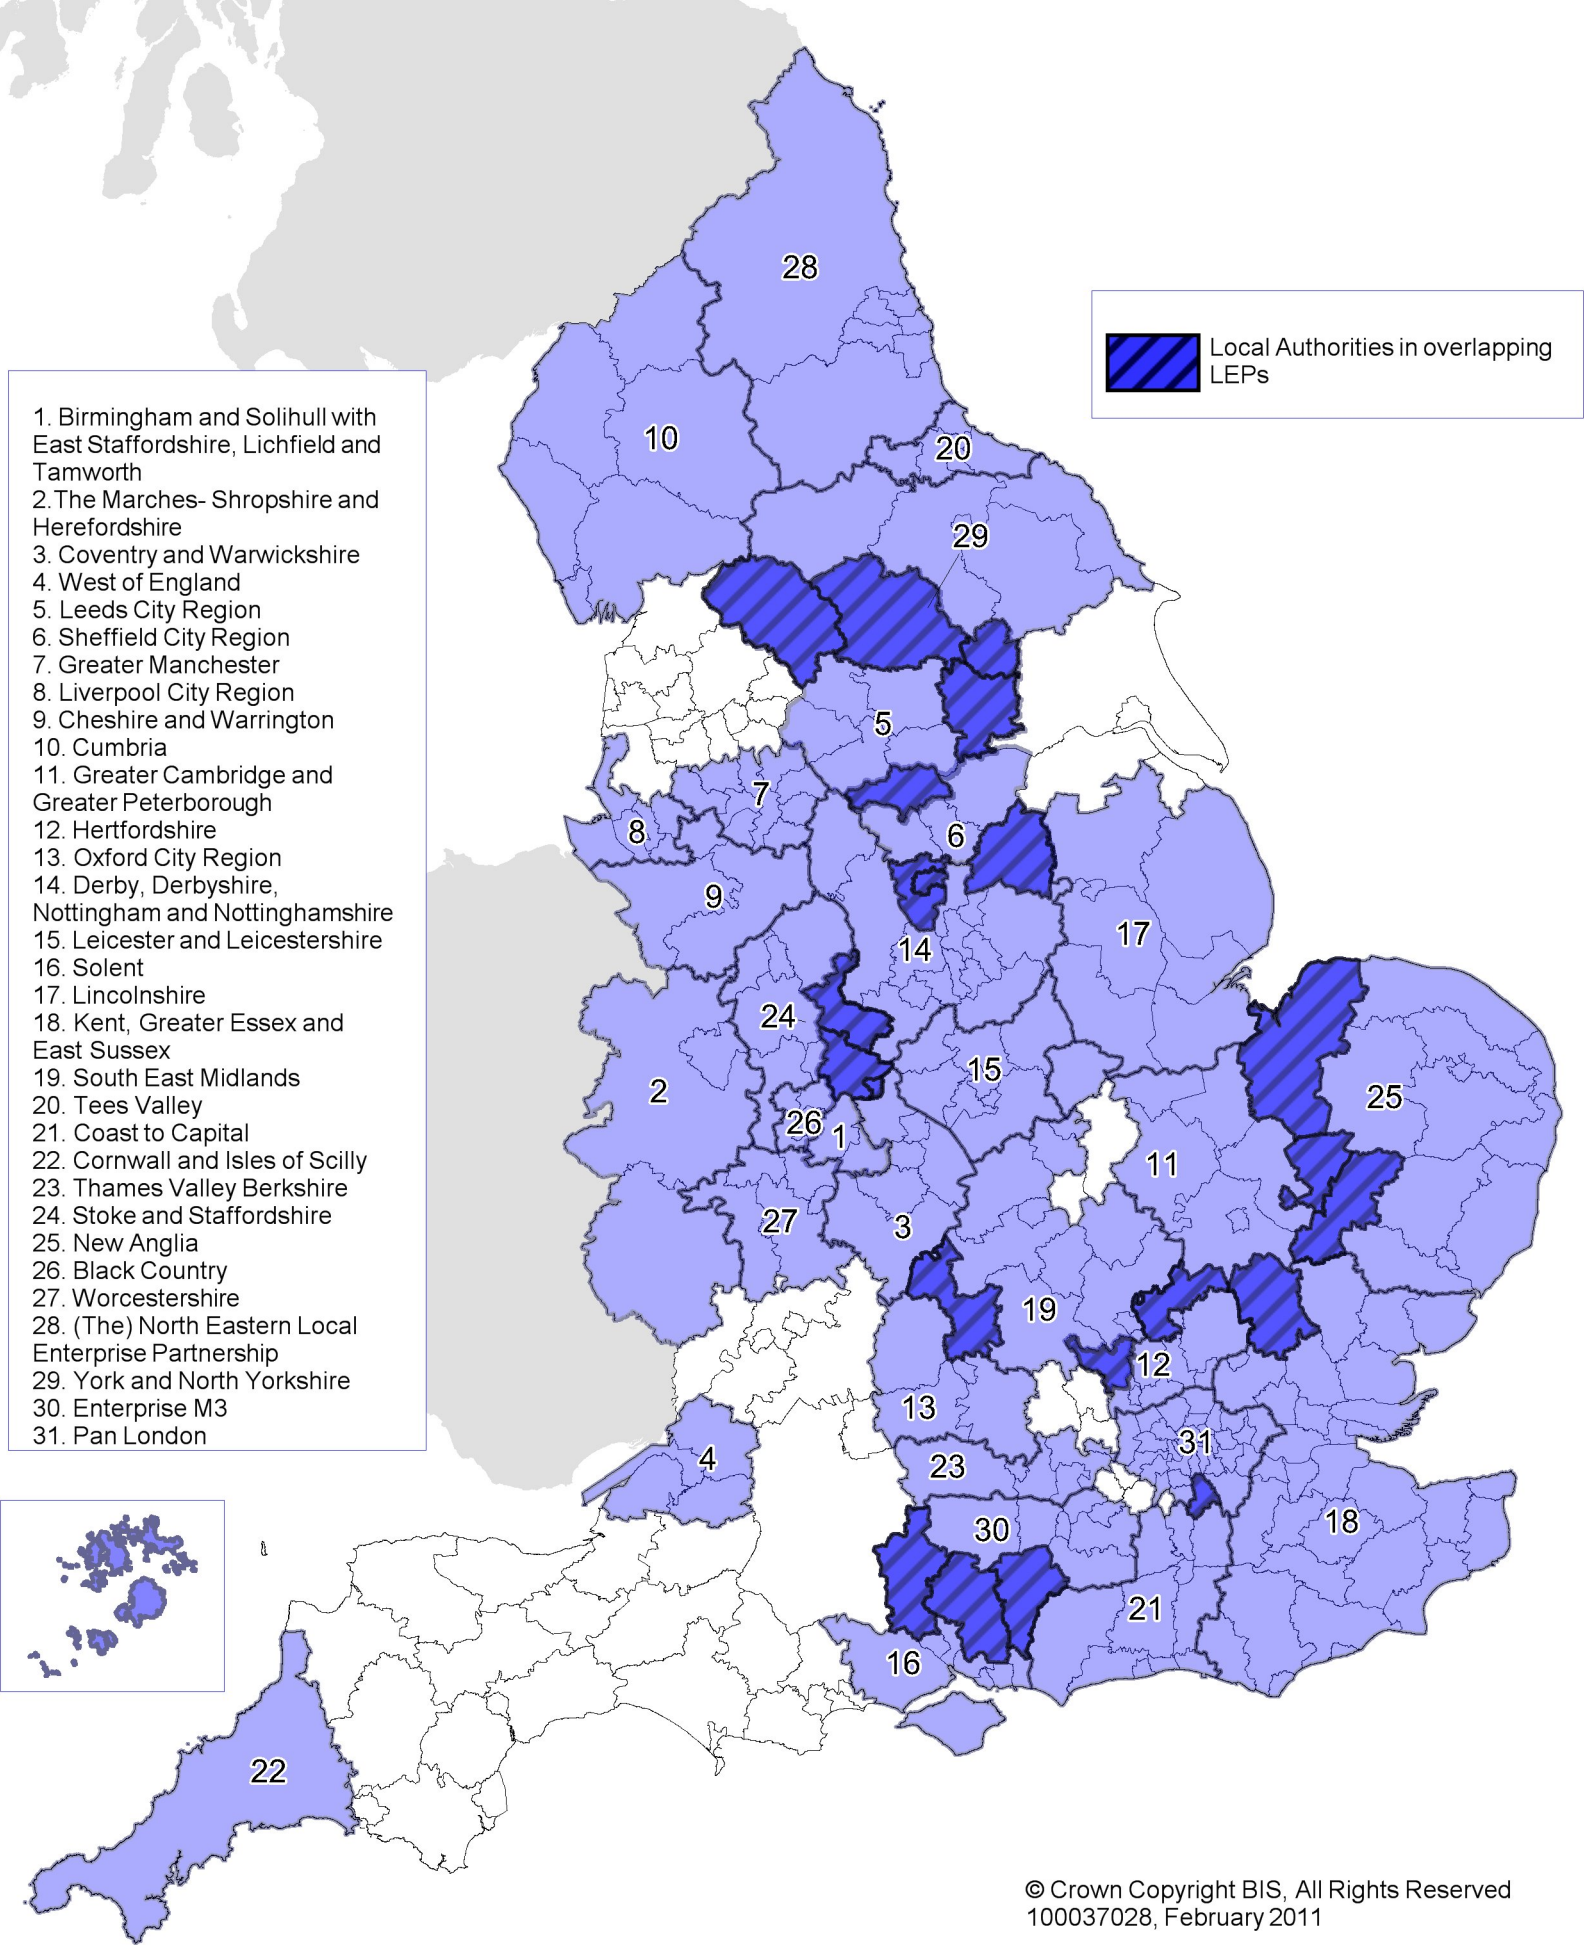 28
Local Authorities in overlapping
LEPs
1. Birmingham and Solihull with
East Staffordshire, Lichfield and
Tamworth
2.The Marches- Shropshire and
Herefordshire
3. Coventry and Warwickshire
4. West of England
5. Leeds City Region
6. Sheffield City Region
7. Greater Manchester
8. Liverpool City Region
9. Cheshire and Warrington
10. Cumbria
11. Greater Cambridge and
Greater Peterborough
12. Hertfordshire
13. Oxford City Region
14. Derby, Derbyshire,
Nottingham and Nottinghamshire
15. Leicester and Leicestershire
16. Solent
17. Lincolnshire
18. Kent, Greater Essex and
East Sussex
19. South East Midlands
20. Tees Valley
21. Coast to Capital
22. Cornwall and Isles of Scilly
23. Thames Valley Berkshire
24. Stoke and Staffordshire
25. New Anglia
26. Black Country
27. Worcestershire
28. (The) North Eastern Local
Enterprise Partnership
29. York and North Yorkshire
30. Enterprise M3
31. Pan London
10
20
29
5
7
8
6
9
17
14
24
15
2
25
26
1
11
27
3
19
12
13
31
4
23
18
30
21
16
22
© Crown Copyright BIS, All Rights Reserved
100037028, February 2011